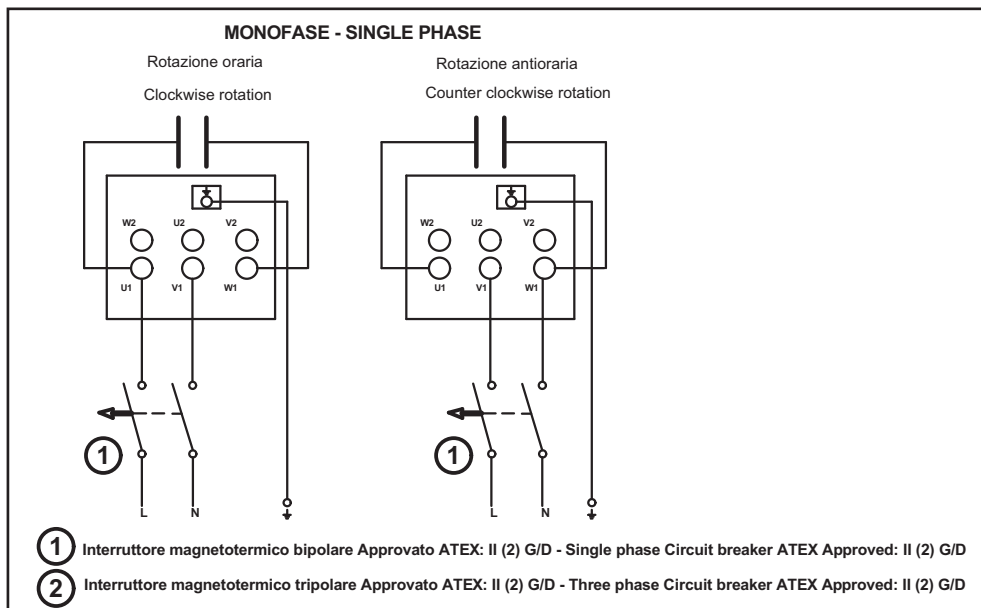 MONOFASE - SINGLE PHASE
Rotazione oraria
Clockwise rotation
Rotazione antioraria
Counter clockwise rotation
W2 U2 V2
U1 V1 W1
W2 U2 V2
U1 V1 W1
1
1
L N
L N
1 Interruttore magnetotermico bipolare Approvato ATEX: II (2) G/D - Single phase Circuit breaker ATEX Approved: II (2) G/D
2 Interruttore magnetotermico tripolare Approvato ATEX: II (2) G/D - Three phase Circuit breaker ATEX Approved: II (2) G/D